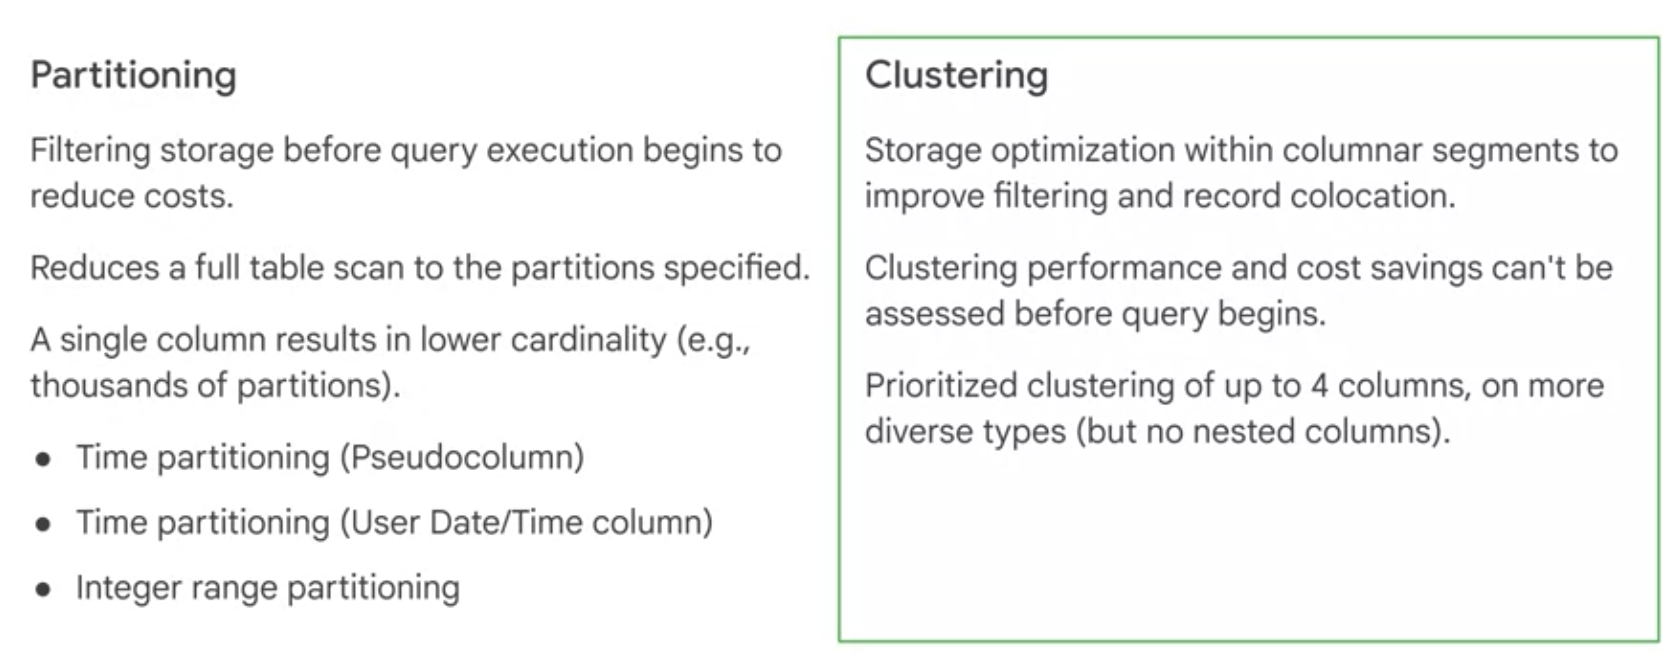 Partitioning
Filtering storage before query execution begins to
reduce costs.
Reduces a full table scan to the partitions specified.
A single column results in lower cardinality (e.g.,
thousands of partitions).
● Time partitioning (Pseudocolumn)
● Time partitioning (User Date/Time column)
● Integer range partitioning
Clustering
Storage optimization within columnar segments to
improve filtering and record colocation.
Clustering performance and cost savings can't be
assessed before query begins.
Prioritized clustering of up to 4 columns, on more
diverse types (but no nested columns).